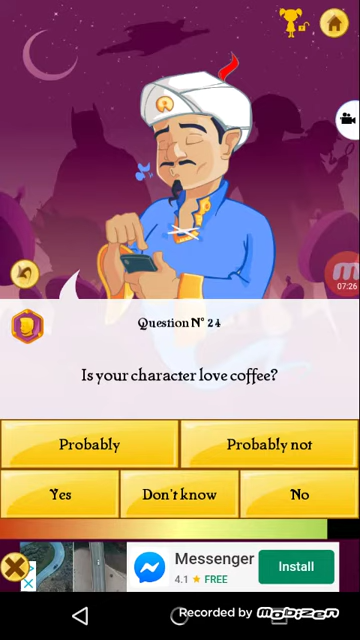 07:26
Question N° 24
Is your character love coffee?
Probably
Probably not
Yes
Don't know
No
Messenger
4.1 ★ FREE
Install
Recorded by mobizen